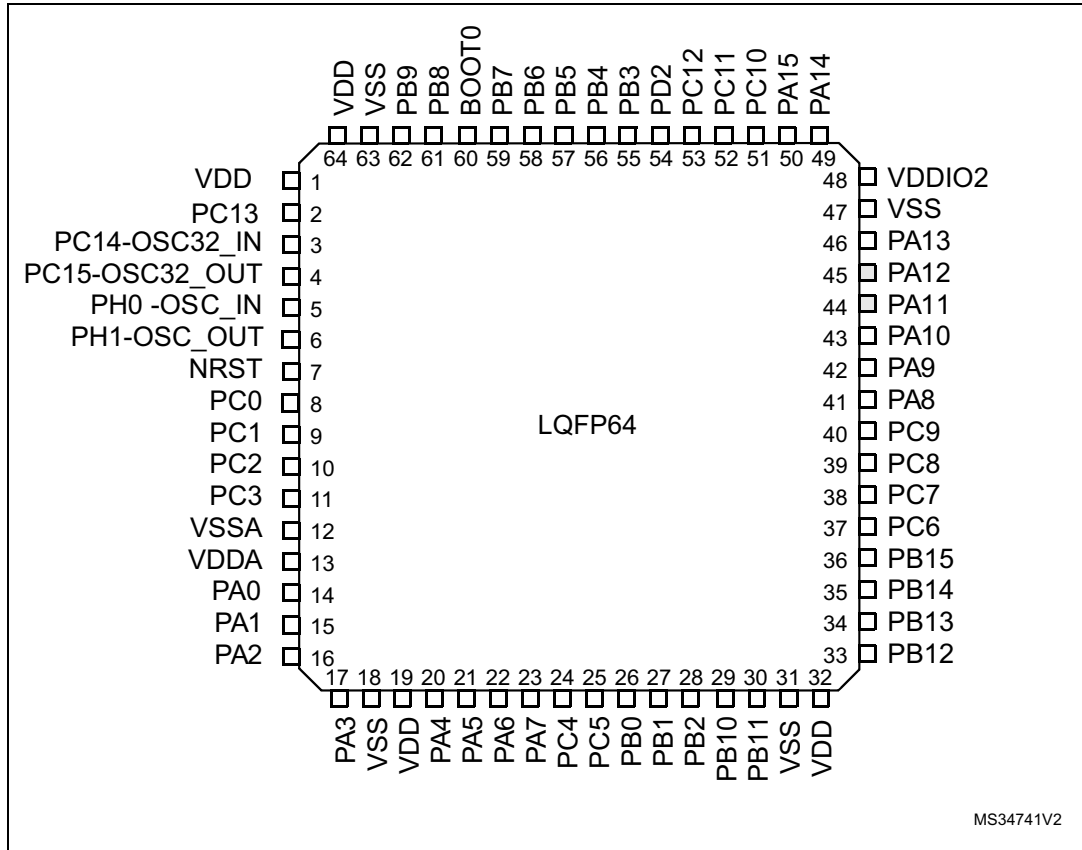 VDD
VSS
PB9
PB8
BOOT0
PB7
PB6
PB5
PB4
PB3
PD2
PC12
PC11
PC10
PA15
PA14
64 63 62 61 60 59 58 57 56 55 54 53 52 51 50 49
VDD 1
PC13 2
PC14-OSC32_IN 3
PC15-OSC32_OUT 4
PH0 -OSC_IN 5
PH1-OSC_OUT 6
NRST 7
PC0 8
PC1 9
PC2 10
PC3 11
VSSA 12
VDDA 13
PA0 14
PA1 15
PA2 16
LQFP64
48 VDDIO2
47 VSS
46 PA13
45 PA12
44 PA11
43 PA10
42 PA9
41 PA8
40 PC9
39 PC8
38 PC7
37 PC6
36 PB15
35 PB14
34 PB13
33 PB12
17 18 19 20 21 22 23 24 25 26 27 28 29 30 31 32
PA3
VSS
VDD
PA4
PA5
PA6
PA7
PC4
PC5
PB0
PB1
PB2
PB10
PB11
VSS
VDD
MS34741V2